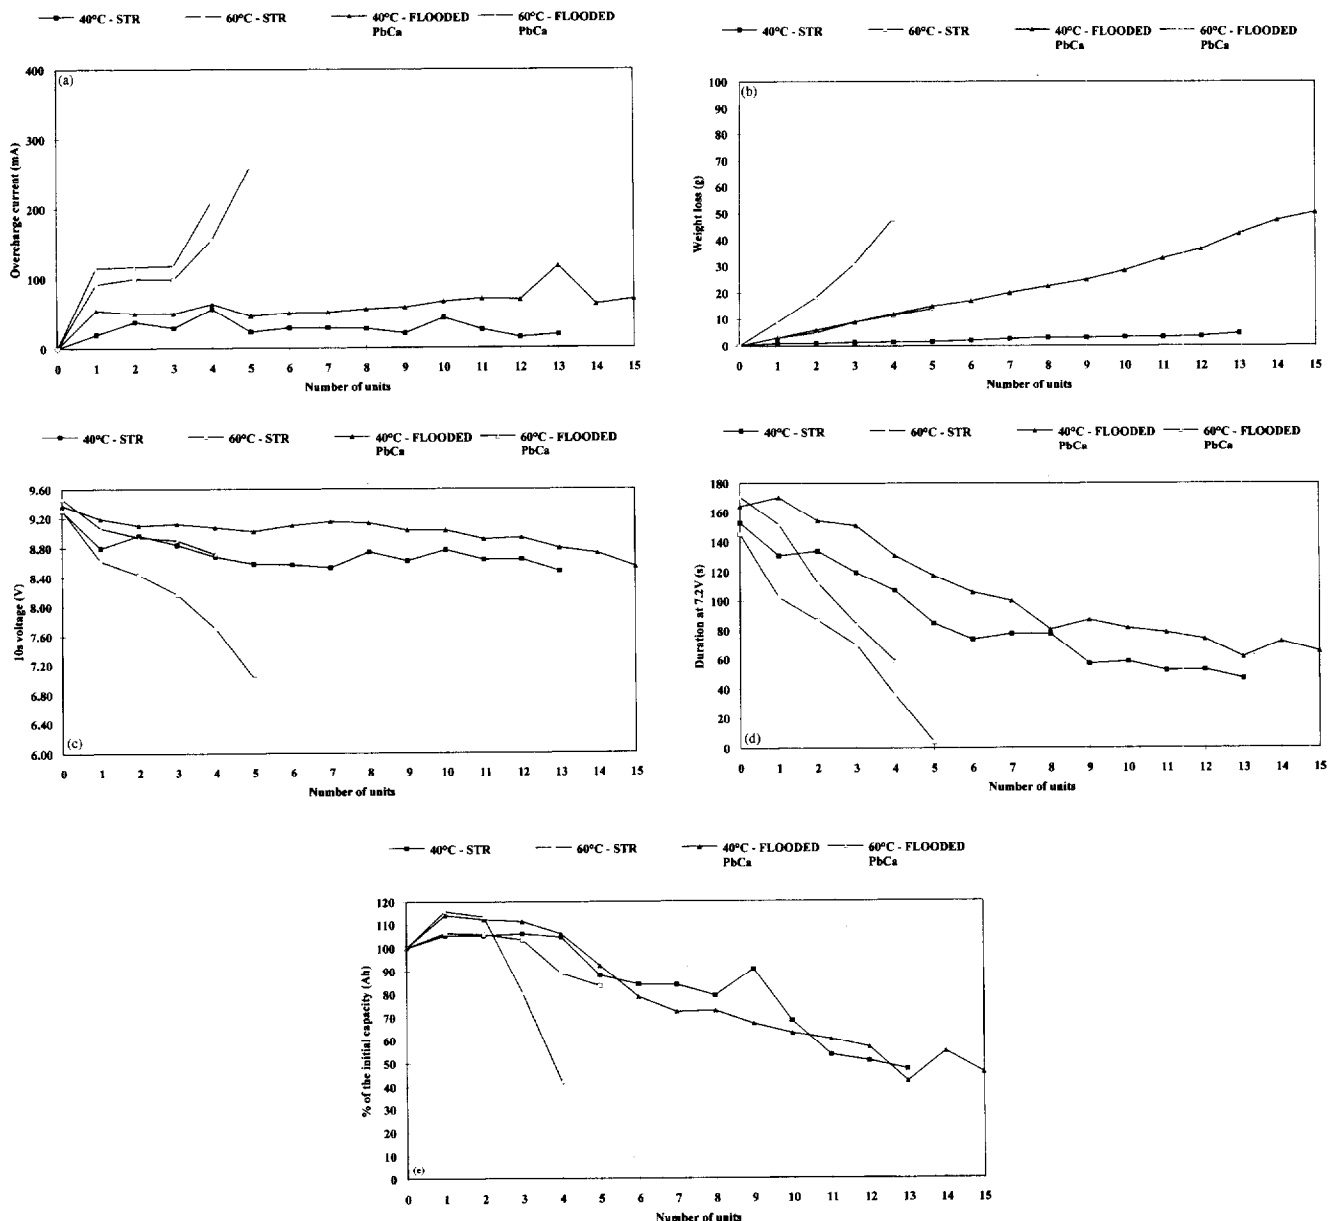 40°C - STR 60°C - STR 40°C - FLOODED 60°C - FLOODED
PbCa PbCa
(a)
400
300
200
100
0
Overcharge current (mA)
0 1 2 3 4 5 6 7 8 9 10 11 12 13 14 15
Number of units
40°C - STR 60°C - STR 40°C - FLOODED 60°C - FLOODED
PbCa PbCa
(b)
100
90
80
70
60
50
40
30
20
10
0
Weight loss (g)
0 1 2 3 4 5 6 7 8 9 10 11 12 13 14 15
Number of units
40°C - STR 60°C - STR 40°C - FLOODED 60°C - FLOODED
PbCa PbCa
9.60
9.20
8.80
8.40
8.00
7.60
7.20
6.80
6.40
6.00
10s voltage (V)
(c)
0 1 2 3 4 5 6 7 8 9 10 11 12 13 14 15
Number of units
40°C - STR 60°C - STR 40°C - FLOODED 60°C - FLOODED
PbCa PbCa
180
160
140
120
100
80
60
40
20
0
Duration at 7.2V (s)
(d)
0 1 2 3 4 5 6 7 8 9 10 11 12 13 14 15
Number of units
40°C - STR 60°C - STR 40°C - FLOODED 60°C - FLOODED
PbCa PbCa
120
110
100
90
80
70
60
50
40
30
20
10
0
% of the initial capacity (Ah)
(e)
0 1 2 3 4 5 6 7 8 9 10 11 12 13 14 15
Number of units